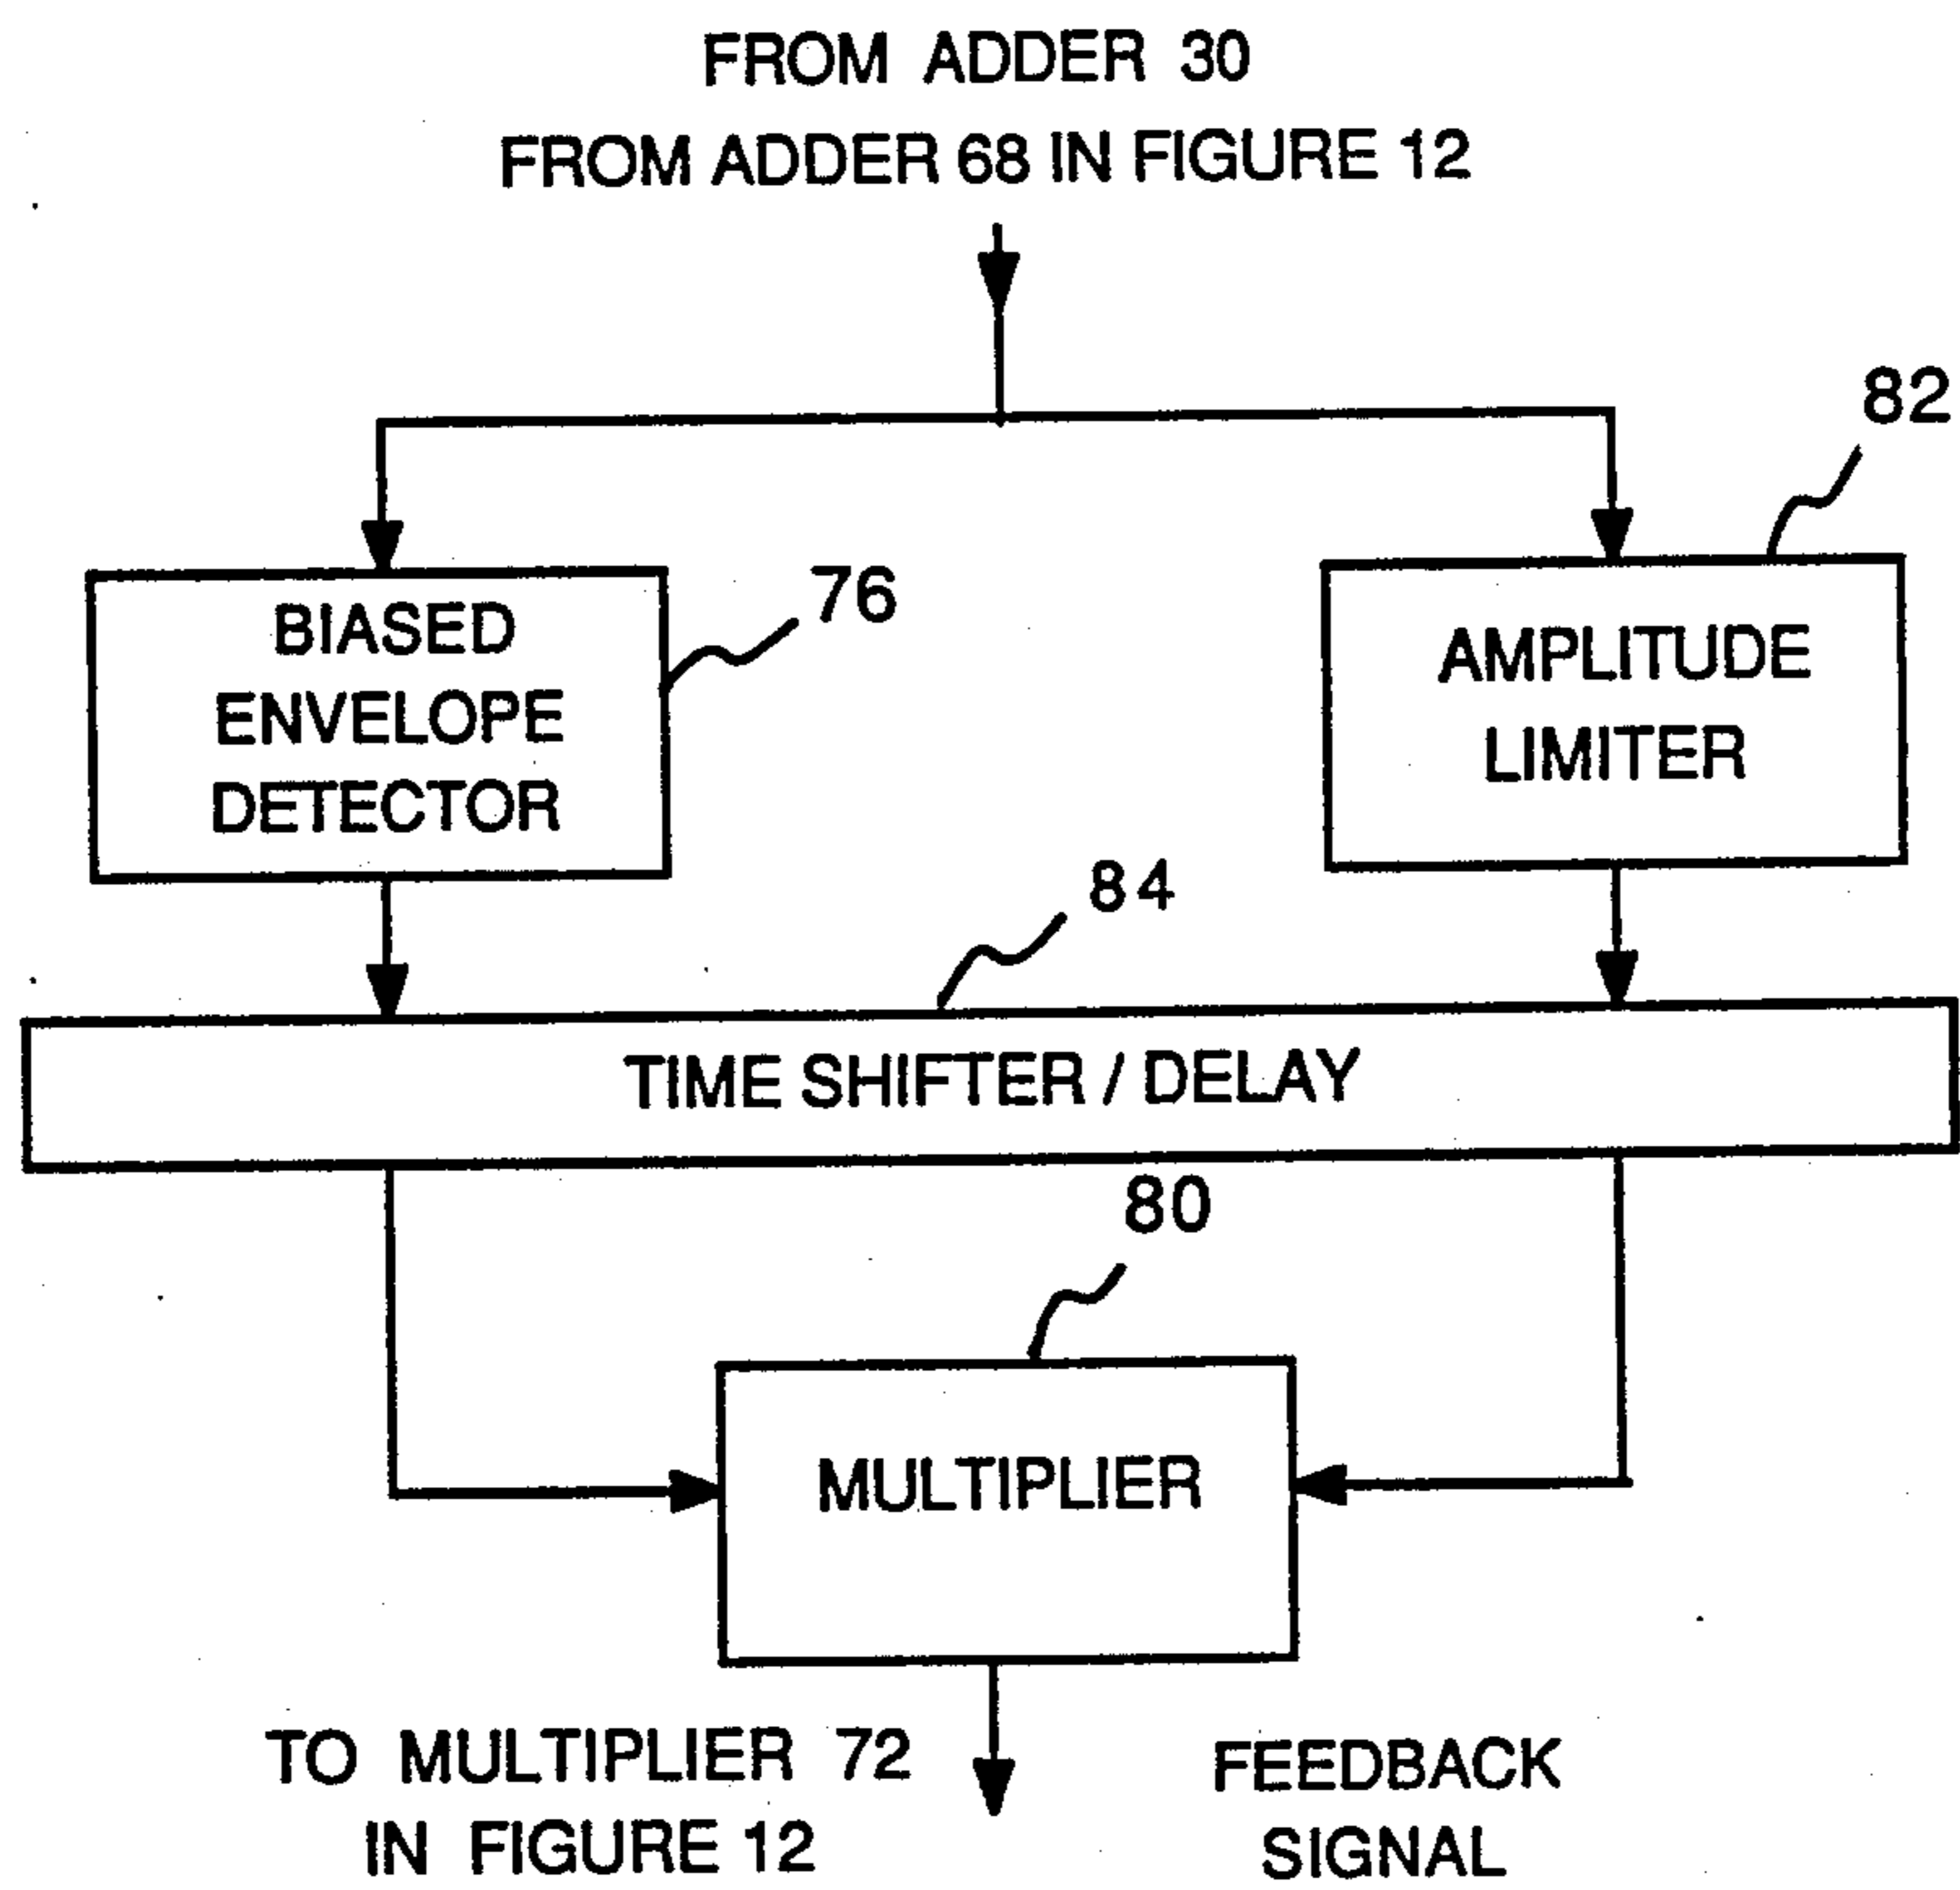 FROM ADDER 30
FROM ADDER 68 IN FIGURE 12
82
76
BIASED
ENVELOPE
DETECTOR
AMPLITUDE
LIMITER
84
TIME SHIFTER / DELAY
80
MULTIPLIER
TO MULTIPLIER 72
IN FIGURE 12
FEEDBACK
SIGNAL